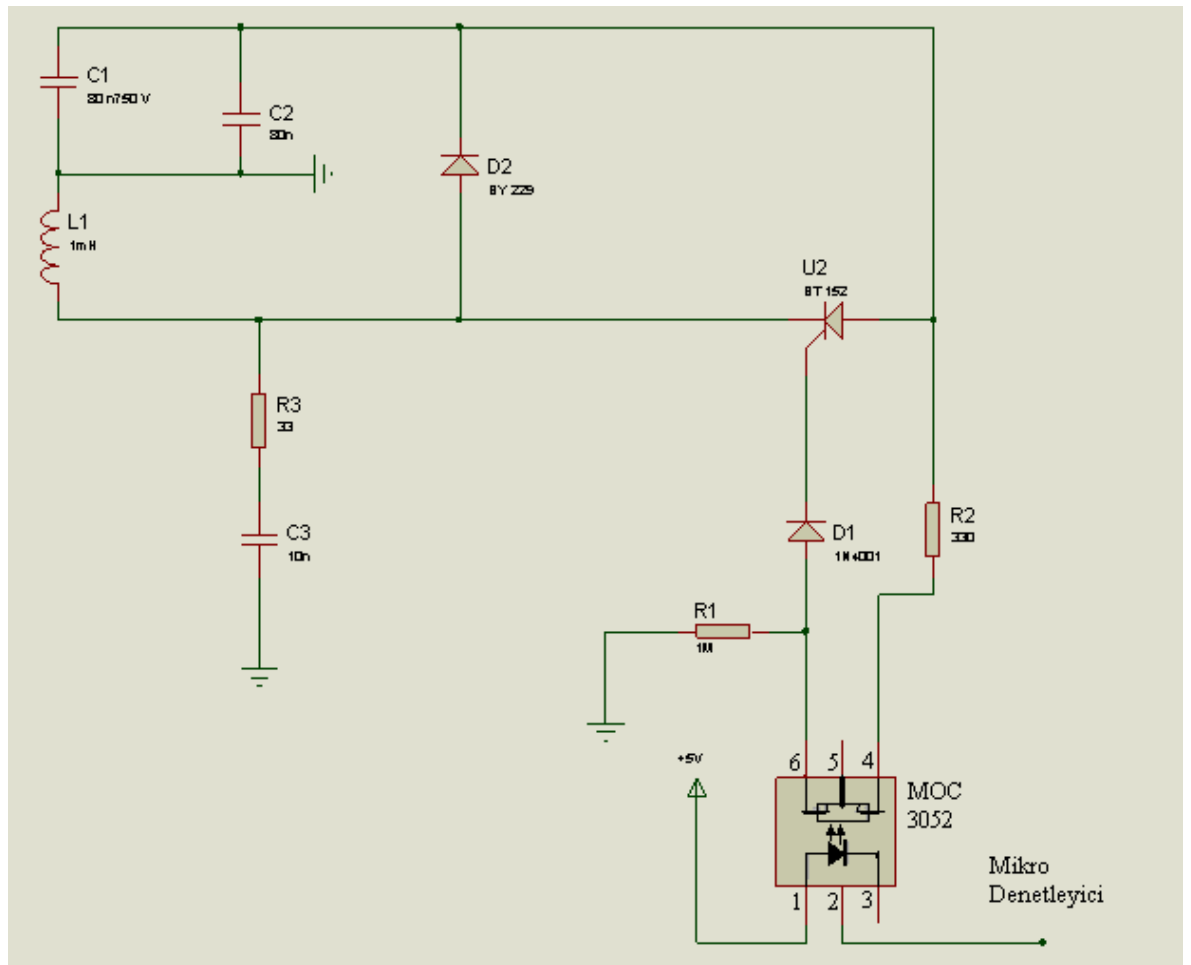 C1
80n750V
C2
80n
D2
BY 229
L1
1mH
U2
BT 152
R3
33
C3
10n
D1
1N4001
R2
330
R1
1M
+5V
6 5 4
MOC
3052
1 2 3
Mikro
Denetleyici